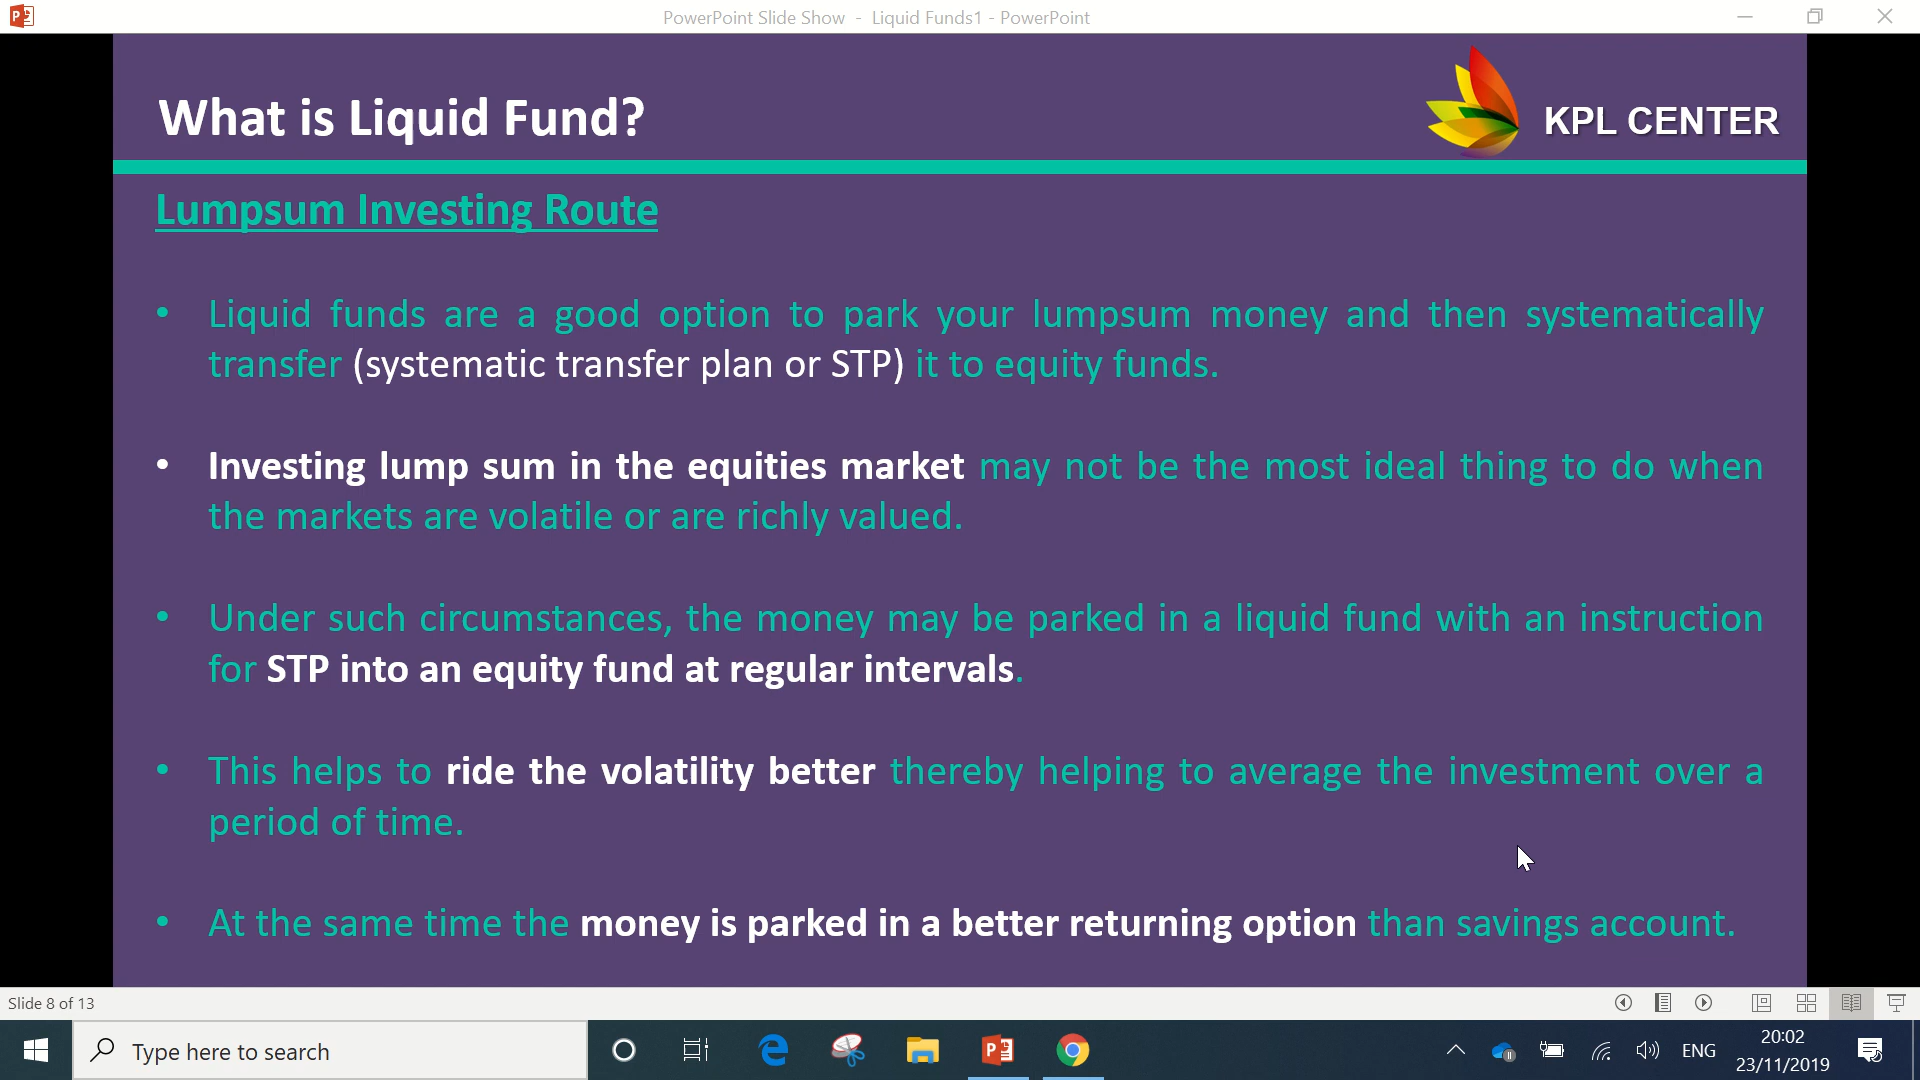 PowerPoint Slide Show - Liquid Funds1 - PowerPoint
What is Liquid Fund?
KPL CENTER
Lumpsum Investing Route
• Liquid funds are a good option to park your lumpsum money and then systematically
transfer (systematic transfer plan or STP) it to equity funds.
• Investing lump sum in the equities market may not be the most ideal thing to do when
the markets are volatile or are richly valued.
• Under such circumstances, the money may be parked in a liquid fund with an instruction
for STP into an equity fund at regular intervals.
• This helps to ride the volatility better thereby helping to average the investment over a
period of time.
• At the same time the money is parked in a better returning option than savings account.
Slide 8 of 13
Type here to search
ENG
20:02
23/11/2019